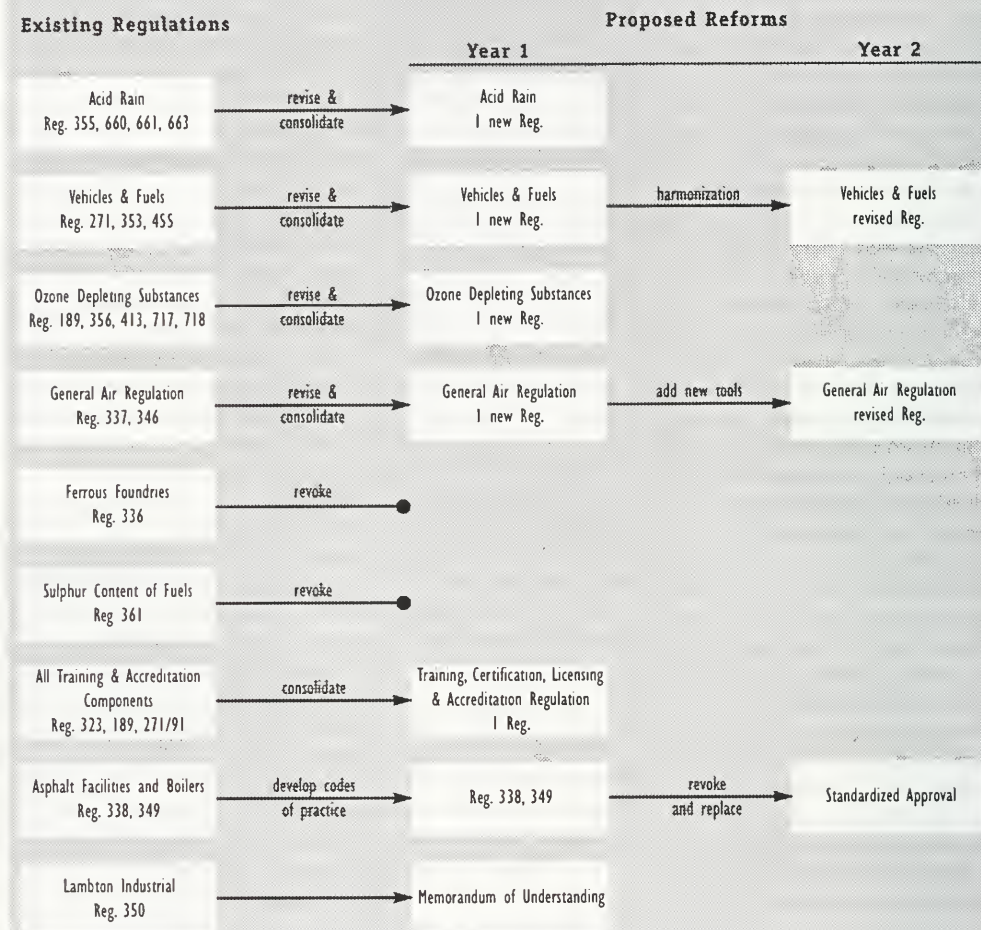 Existing Regulations
Proposed Reforms
Year 1
Year 2
Acid Rain
Reg. 355, 660, 661, 663
revise &
consolidate
Acid Rain
1 new Reg.
Vehicles & Fuels
Reg. 271, 353, 455
revise &
consolidate
Vehicles & Fuels
1 new Reg.
harmonization
Vehicles & Fuels
revised Reg.
Ozone Depleting Substances
Reg. 189, 356, 413, 717, 718
revise &
consolidate
Ozone Depleting Substances
1 new Reg.
General Air Regulation
Reg. 337, 346
revise &
consolidate
General Air Regulation
1 new Reg.
add new tools
General Air Regulation
revised Reg.
Ferrous Foundries
Reg. 336
revoke
Sulphur Content of Fuels
Reg 361
revoke
All Training & Accreditation
Components
Reg. 323, 189, 271/91
consolidate
Training, Certification, Licensing
& Accreditation Regulation
1 Reg.
Asphalt Facilities and Boilers
Reg. 338, 349
develop codes
of practice
Reg. 338, 349
revoke
and replace
Standardized Approval
Lambton Industrial
Reg. 350
Memorandum of Understanding